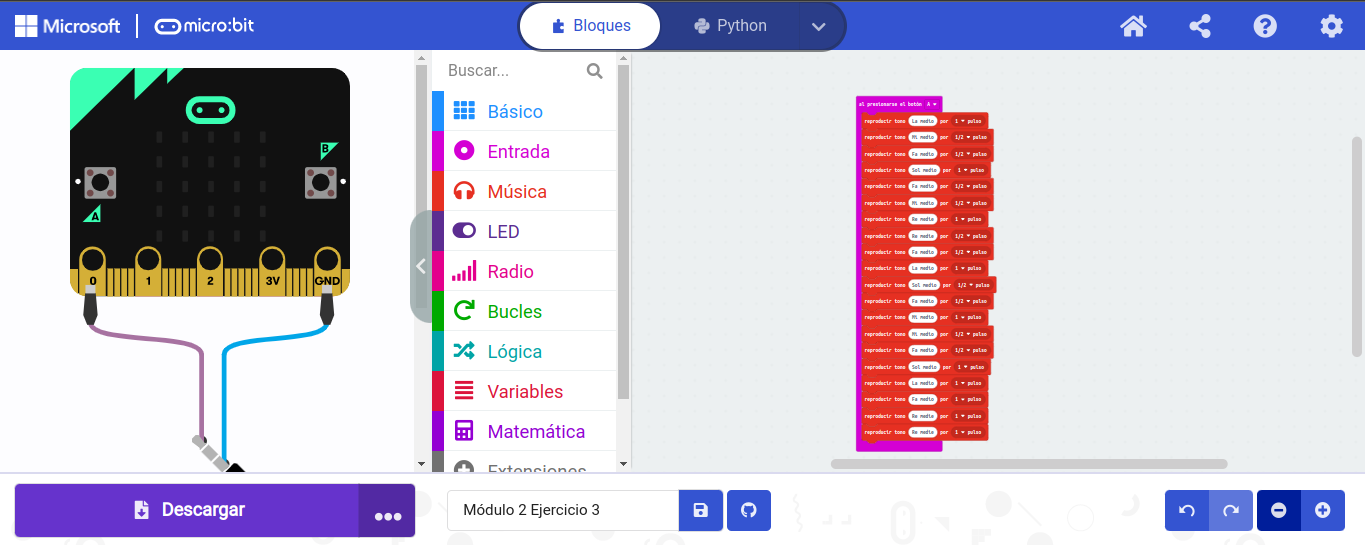 Microsoft
micro:bit
Bloques
Python
Buscar...
Básico
Entrada
Música
LED
Radio
Bucles
Lógica
Variables
Matemática
Extensiones
B
A
0
1
2
3V
GND
al presionarse el botón A
reproducir tono La medio por 1 pulso
reproducir tono Mi medio por 1/2 pulso
reproducir tono Fa medio por 1/2 pulso
reproducir tono Sol medio por 1 pulso
reproducir tono Fa medio por 1/2 pulso
reproducir tono Mi medio por 1/2 pulso
reproducir tono Re medio por 1 pulso
reproducir tono Re medio por 1/2 pulso
reproducir tono Fa medio por 1/2 pulso
reproducir tono La medio por 1 pulso
reproducir tono Sol medio por 1/2 pulso
reproducir tono Fa medio por 1/2 pulso
reproducir tono Mi medio por 1 pulso
reproducir tono Mi medio por 1/2 pulso
reproducir tono Fa medio por 1/2 pulso
reproducir tono Sol medio por 1 pulso
reproducir tono La medio por 1 pulso
reproducir tono Fa medio por 1 pulso
reproducir tono Re medio por 1 pulso
reproducir tono Re medio por 1 pulso
Descargar
Módulo 2 Ejercicio 3